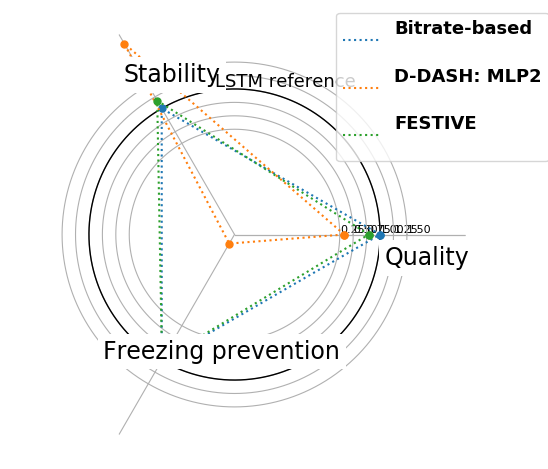 Bitrate-based
D-DASH: MLP2
FESTIVE
Stability
LSTM reference
Quality
Freezing prevention